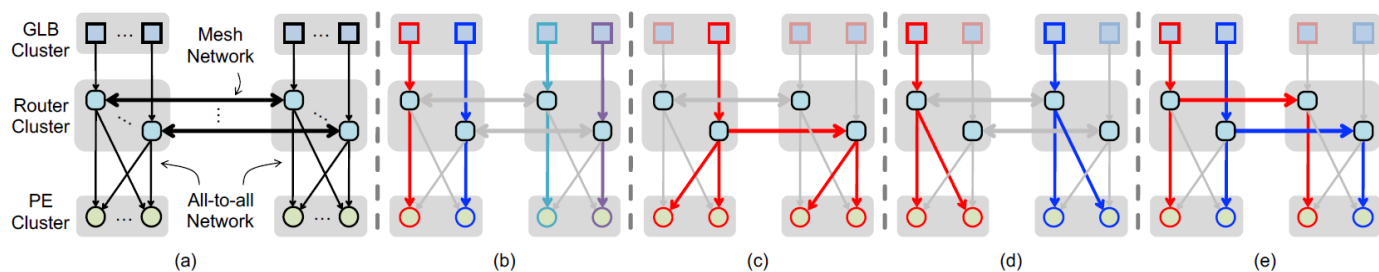 GLB
Cluster
Mesh
Network
Router
Cluster
PE
Cluster
All-to-all
Network
(a)
(b)
(c)
(d)
(e)